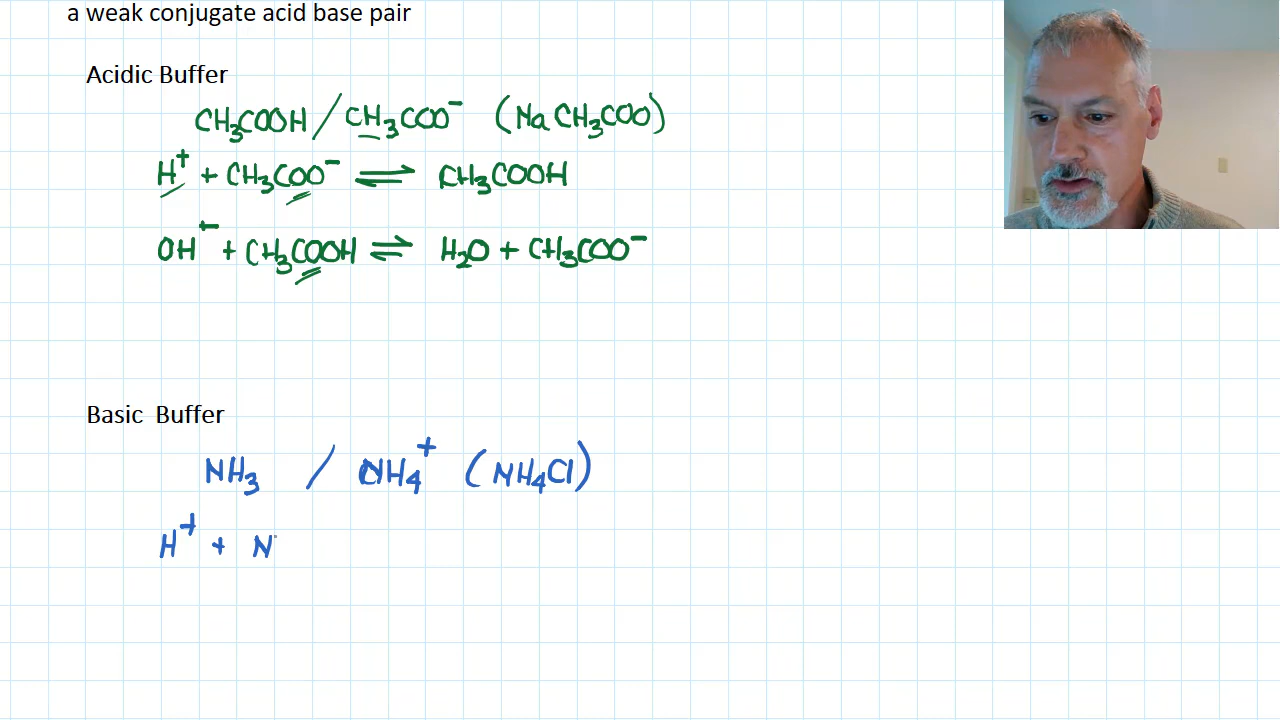 a weak conjugate acid base pair
Acidic Buffer
CH₃COOH / CH₃COO⁻ (NaCH₃COO)
H⁺ + CH₃COO⁻ ⇌ CH₃COOH
OH⁻ + CH₃COOH ⇌ H₂O + CH₃COO⁻
Basic Buffer
NH₃ / NH₄⁺ (NH₄Cl)
H⁺ + N